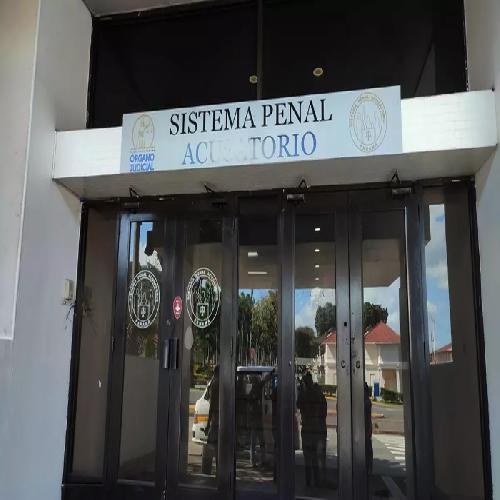 SISTEMA PENAL
ACUSATORIO
ÓRGANO
JUDICIAL